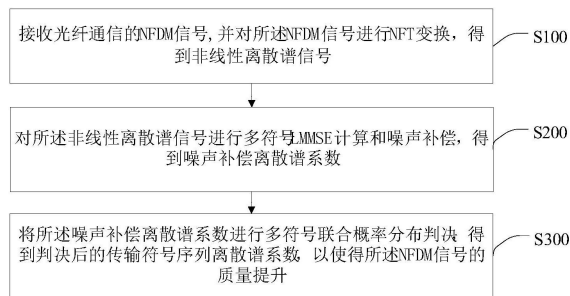 接收光纤通信的NFDM信号,并对所述NFDM信号进行NFT变换，得
到非线性离散谱信号
S100
对所述非线性离散谱信号进行多符号LMMSE计算和噪声补偿，得
到噪声补偿离散谱系数
S200
将所述噪声补偿离散谱系数进行多符号联合概率分布判决，得
到判决后的传输符号序列离散谱系数，以使得所述NFDM信号的
质量提升
S300